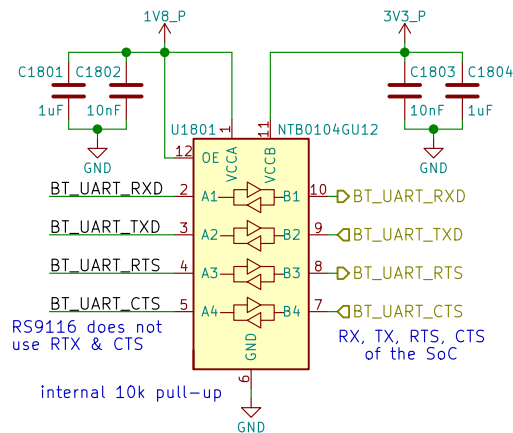 1V8_P 3V3_P
C1801 C1802 C1803 C1804
1uF 10nF 10nF 1uF
GND GND
U1801 NTB0104GU12
1 11
VCCA VCCB
12 OE
BT_UART_RXD 2 A1 B1 10 BT_UART_RXD
BT_UART_TXD 3 A2 B2 9 BT_UART_TXD
BT_UART_RTS 4 A3 B3 8 BT_UART_RTS
BT_UART_CTS 5 A4 B4 7 BT_UART_CTS
RS9116 does not
use RTX & CTS
RX, TX, RTS, CTS
of the SoC
GND
6
internal 10k pull-up
GND